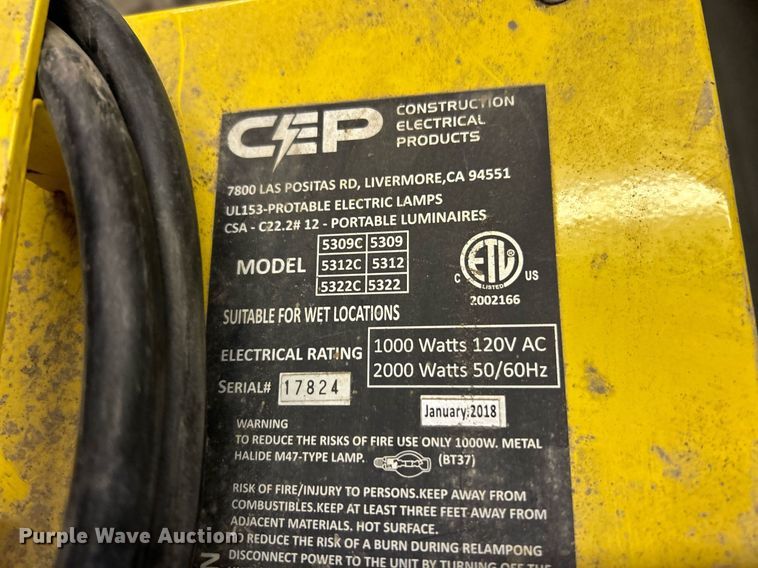 CEP CONSTRUCTION
ELECTRICAL
PRODUCTS
7800 LAS POSITAS RD, LIVERMORE,CA 94551
UL153-PROTABLE ELECTRIC LAMPS
CSA - C22.2# 12 - PORTABLE LUMINAIRES
MODEL
5309C 5309
5312C 5312
5322C 5322
C ETL US
LISTED
2002166
SUITABLE FOR WET LOCATIONS
ELECTRICAL RATING
1000 Watts 120V AC
2000 Watts 50/60Hz
SERIAL# 17824
January.2018
WARNING
TO REDUCE THE RISKS OF FIRE USE ONLY 1000W. METAL
HALIDE M47-TYPE LAMP. (BT37)
RISK OF FIRE/INJURY TO PERSONS.KEEP AWAY FROM
COMBUSTIBLES.KEEP AT LEAST THREE FEET AWAY FROM
ADJACENT MATERIALS. HOT SURFACE.
TO REDUCE THE RISK OF A BURN DURING RELAMPONG
DISCONNECT POWER TO THE UNIT BY TURNING OFF THE
Purple Wave Auction